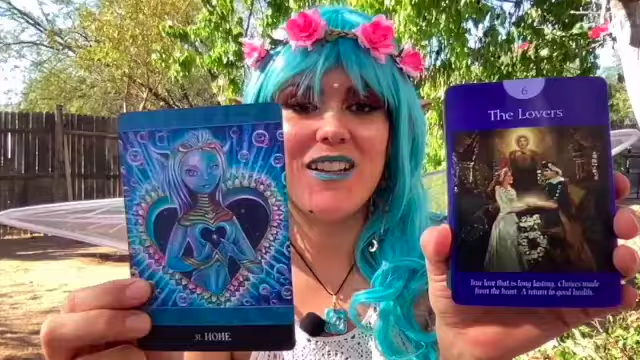 31. HOME
6
The Lovers
True love that is long lasting. Choices made
from the heart. A return to good health.